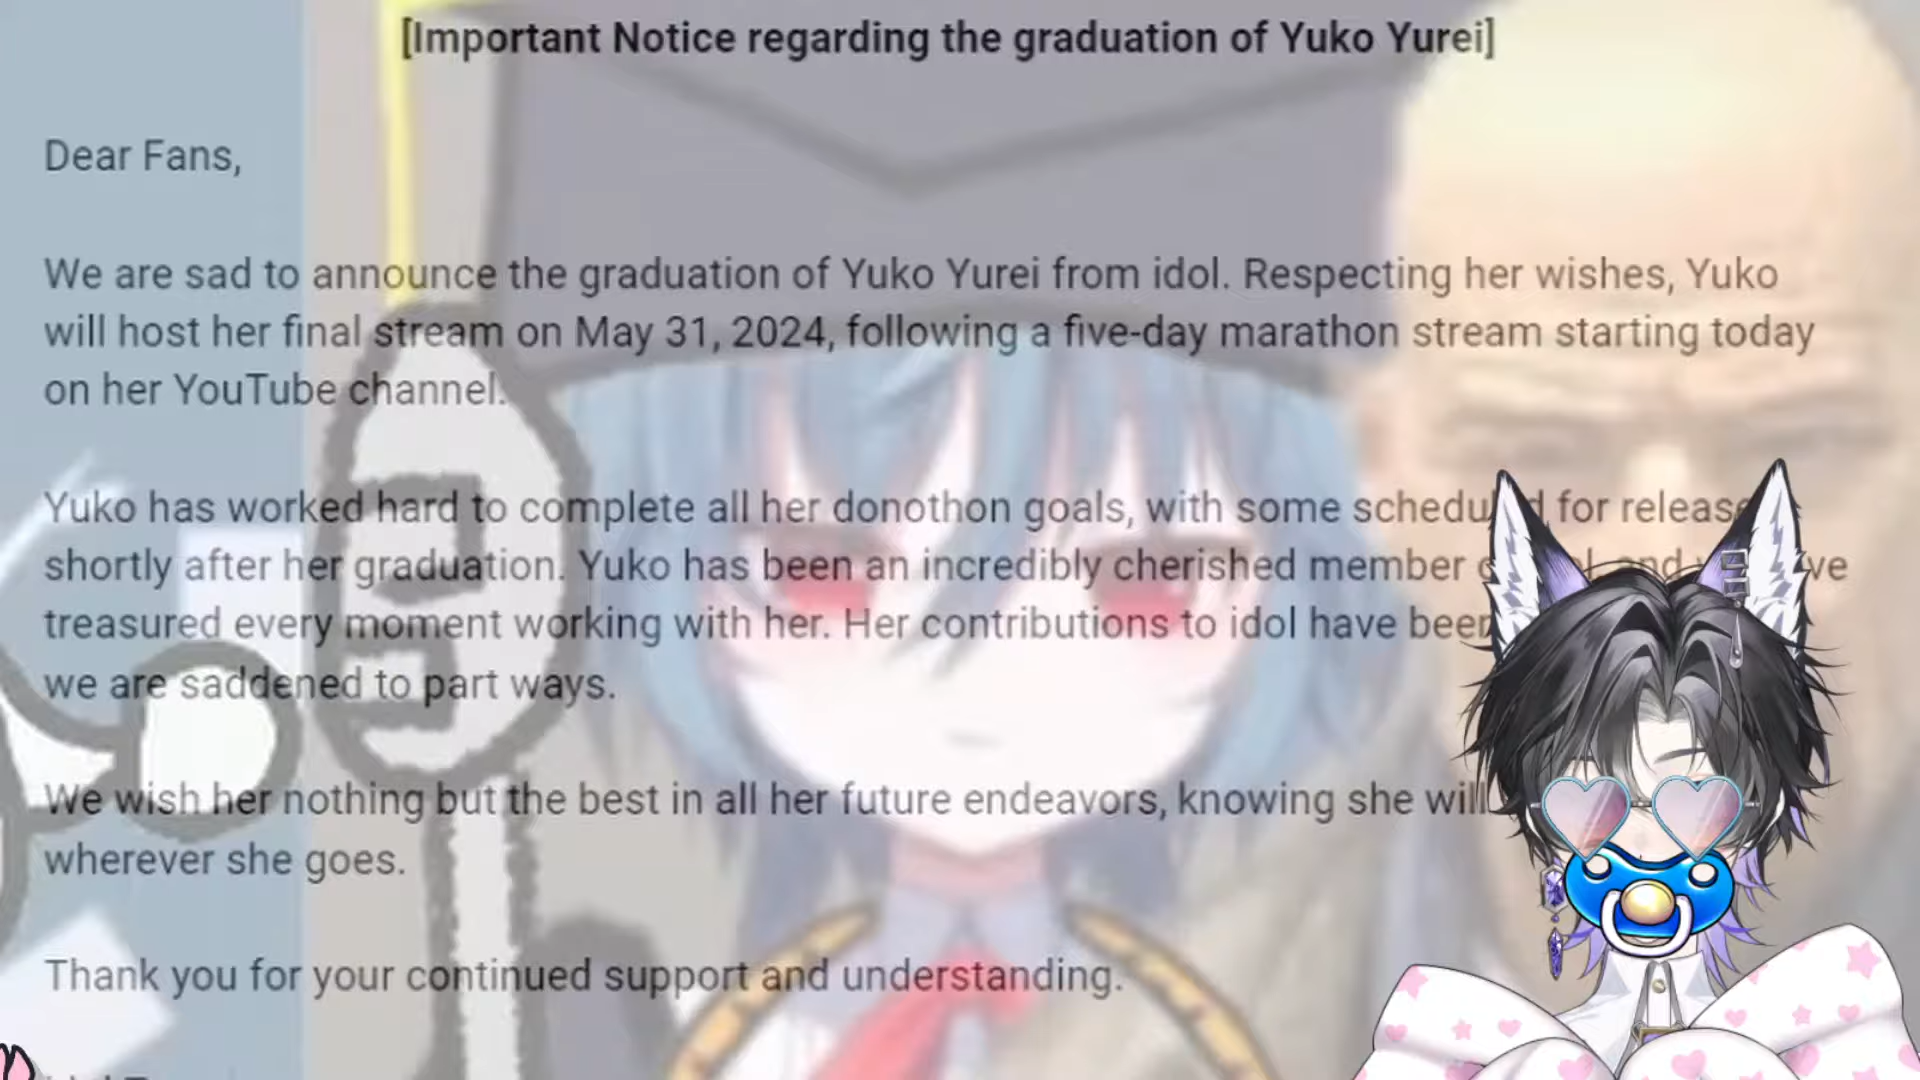 [Important Notice regarding the graduation of Yuko Yurei]
Dear Fans,
We are sad to announce the graduation of Yuko Yurei from idol. Respecting her wishes, Yuko
will host her final stream on May 31, 2024, following a five-day marathon stream starting today
on her YouTube channel.
Yuko has worked hard to complete all her donothon goals, with some for release
shortly after her graduation. Yuko has been an incredibly cherished member and
treasured every moment working with her. Her contributions to idol have been
we are saddened to part ways.
We wish her nothing but the best in all her future endeavors, knowing she will
wherever she goes.
Thank you for your continued support and understanding.